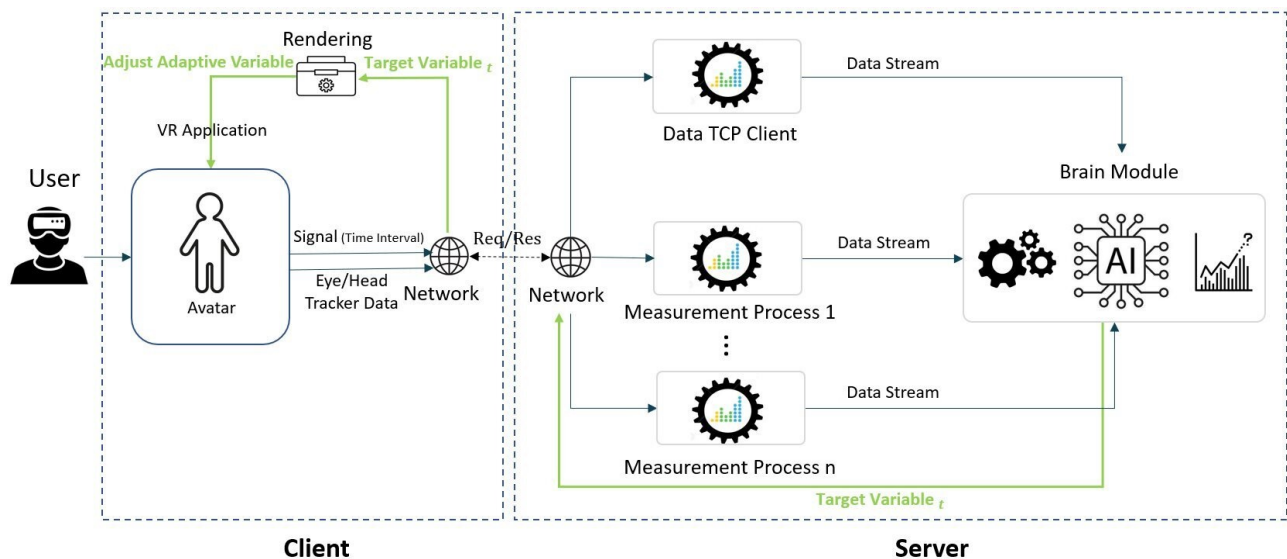 Rendering
Adjust Adaptive Variable
Target Variable t
VR Application
User
Avatar
Signal (Time Interval)
Eye/Head
Tracker Data
Network
Req/Res
Network
Data TCP Client
Data Stream
Measurement Process 1
Data Stream
Measurement Process n
Data Stream
Brain Module
AI
?
Target Variable t
Client
Server